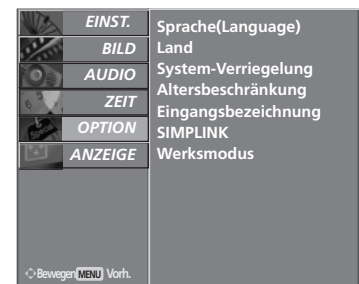 EINST.
BILD
AUDIO
ZEIT
OPTION
ANZEIGE
Sprache(Language)
Land
System-Verriegelung
Altersbeschränkung
Eingangsbezeichnung
SIMPLINK
Werksmodus
Bewegen MENU Vorh.